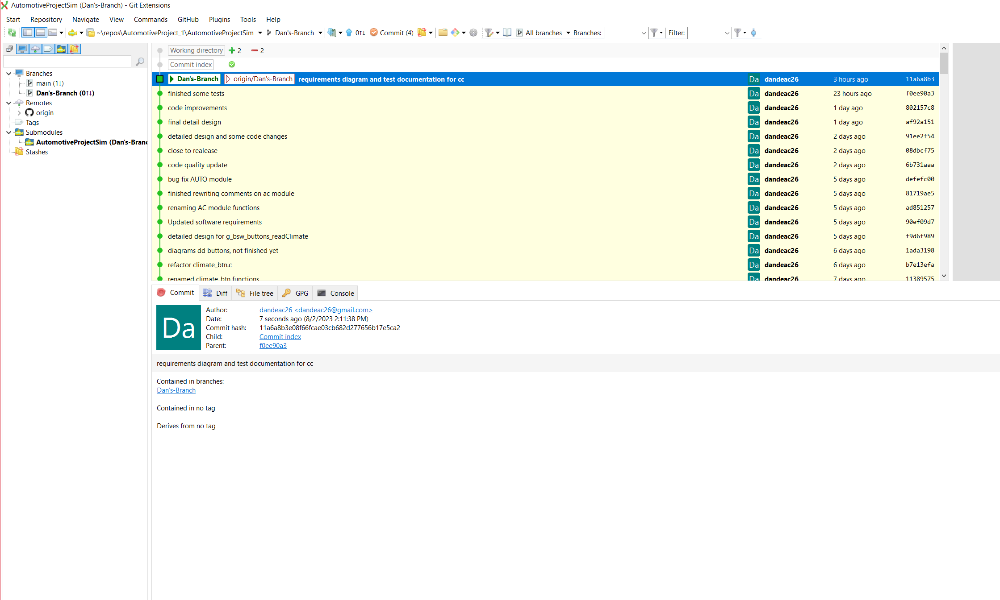 AutomotiveProjectSim (Dan's-Branch) - Git Extensions
Start Repository Navigate View Commands GitHub Plugins Tools Help
~\repos\AutomotiveProject_1\AutomotiveProjectSim Dan's-Branch 0↑↓ Commit (4) All branches Branches: Filter:
Branches
main (1↓)
Dan's-Branch (0↑↓)
Remotes
origin
Tags
Submodules
AutomotiveProjectSim (Dan's-Branc
Stashes
Working directory 2 2
Commit index
Dan's-Branch origin/Dan's-Branch requirements diagram and test documentation for cc Da dandeac26 3 hours ago 11a6a8b3
finished some tests Da dandeac26 23 hours ago f0ee90a3
code improvements Da dandeac26 1 day ago 802157c8
final detail design Da dandeac26 1 day ago af92a151
detailed design and some code changes Da dandeac26 2 days ago 91ee2f54
close to realease Da dandeac26 2 days ago 08dbcf75
code quality update Da dandeac26 2 days ago 6b731aaa
bug fix AUTO module Da dandeac26 5 days ago defefc00
finished rewriting comments on ac module Da dandeac26 5 days ago 81719ae5
renaming AC module functions Da dandeac26 5 days ago ad851257
Updated software requirements Da dandeac26 5 days ago 90ef09d7
detailed design for g_bsw_buttons_readClimate Da dandeac26 5 days ago f9d6f989
diagrams dd buttons, not finished yet Da dandeac26 6 days ago 1ada3198
refactor climate_btn.c Da dandeac26 6 days ago b7e13efa
renamed climate_btn functions Da dandeac26 7 days ago 11389575
Commit Diff File tree GPG Console
Da
Author: dandeac26 <dandeac26@gmail.com>
Date: 7 seconds ago (8/2/2023 2:11:38 PM)
Commit hash: 11a6a8b3e08f66fcae03cb682d277656b17e5ca2
Child: Commit index
Parent: f0ee90a3
requirements diagram and test documentation for cc
Contained in branches:
Dan's-Branch
Contained in no tag
Derives from no tag